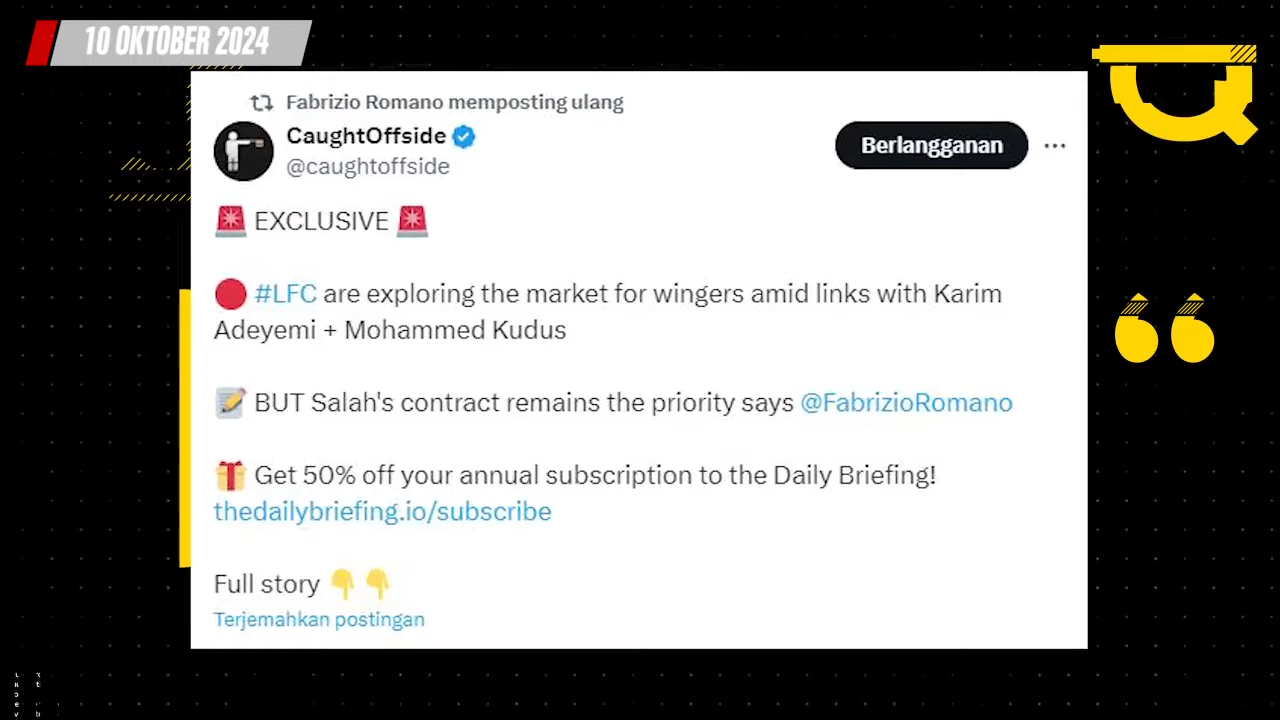 10 OKTOBER 2024
Fabrizio Romano memposting ulang
CaughtOffside
@caughtoffside
Berlangganan
🚨 EXCLUSIVE 🚨
🔴 #LFC are exploring the market for wingers amid links with Karim
Adeyemi + Mohammed Kudus
📝 BUT Salah's contract remains the priority says @FabrizioRomano
🎁 Get 50% off your annual subscription to the Daily Briefing!
thedailybriefing.io/subscribe
Full story 👇 👇
Terjemahkan postingan